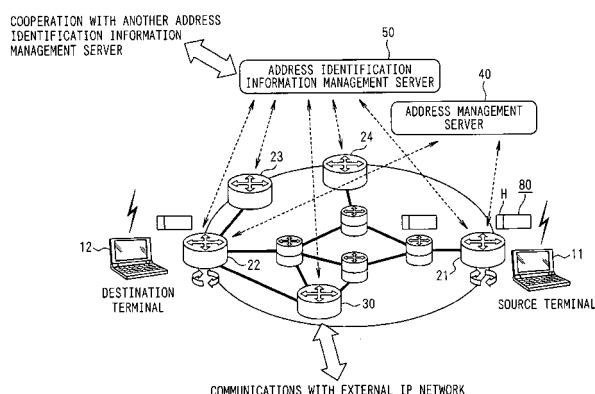 COOPERATION WITH ANOTHER ADDRESS
IDENTIFICATION INFORMATION
MANAGEMENT SERVER
50
ADDRESS IDENTIFICATION
INFORMATION MANAGEMENT SERVER
40
ADDRESS MANAGEMENT
SERVER
24
23
H
80
12
11
22
21
DESTINATION
TERMINAL
30
SOURCE TERMINAL
COMMUNICATIONS WITH EXTERNAL IP NETWORK